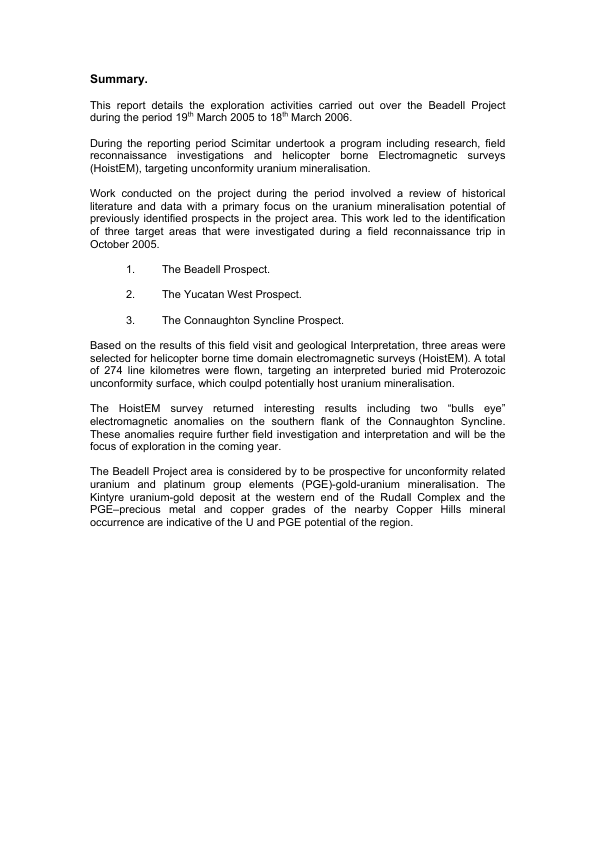 Summary.
This report details the exploration activities carried out over the Beadell Project
during the period 19th March 2005 to 18th March 2006.
During the reporting period Scimitar undertook a program including research, field
reconnaissance investigations and helicopter borne Electromagnetic surveys
(HoistEM), targeting unconformity uranium mineralisation.
Work conducted on the project during the period involved a review of historical
literature and data with a primary focus on the uranium mineralisation potential of
previously identified prospects in the project area. This work led to the identification
of three target areas that were investigated during a field reconnaissance trip in
October 2005.
1. The Beadell Prospect.
2. The Yucatan West Prospect.
3. The Connaughton Syncline Prospect.
Based on the results of this field visit and geological Interpretation, three areas were
selected for helicopter borne time domain electromagnetic surveys (HoistEM). A total
of 274 line kilometres were flown, targeting an interpreted buried mid Proterozoic
unconformity surface, which coulpd potentially host uranium mineralisation.
The HoistEM survey returned interesting results including two “bulls eye”
electromagnetic anomalies on the southern flank of the Connaughton Syncline.
These anomalies require further field investigation and interpretation and will be the
focus of exploration in the coming year.
The Beadell Project area is considered by to be prospective for unconformity related
uranium and platinum group elements (PGE)-gold-uranium mineralisation. The
Kintyre uranium-gold deposit at the western end of the Rudall Complex and the
PGE–precious metal and copper grades of the nearby Copper Hills mineral
occurrence are indicative of the U and PGE potential of the region.